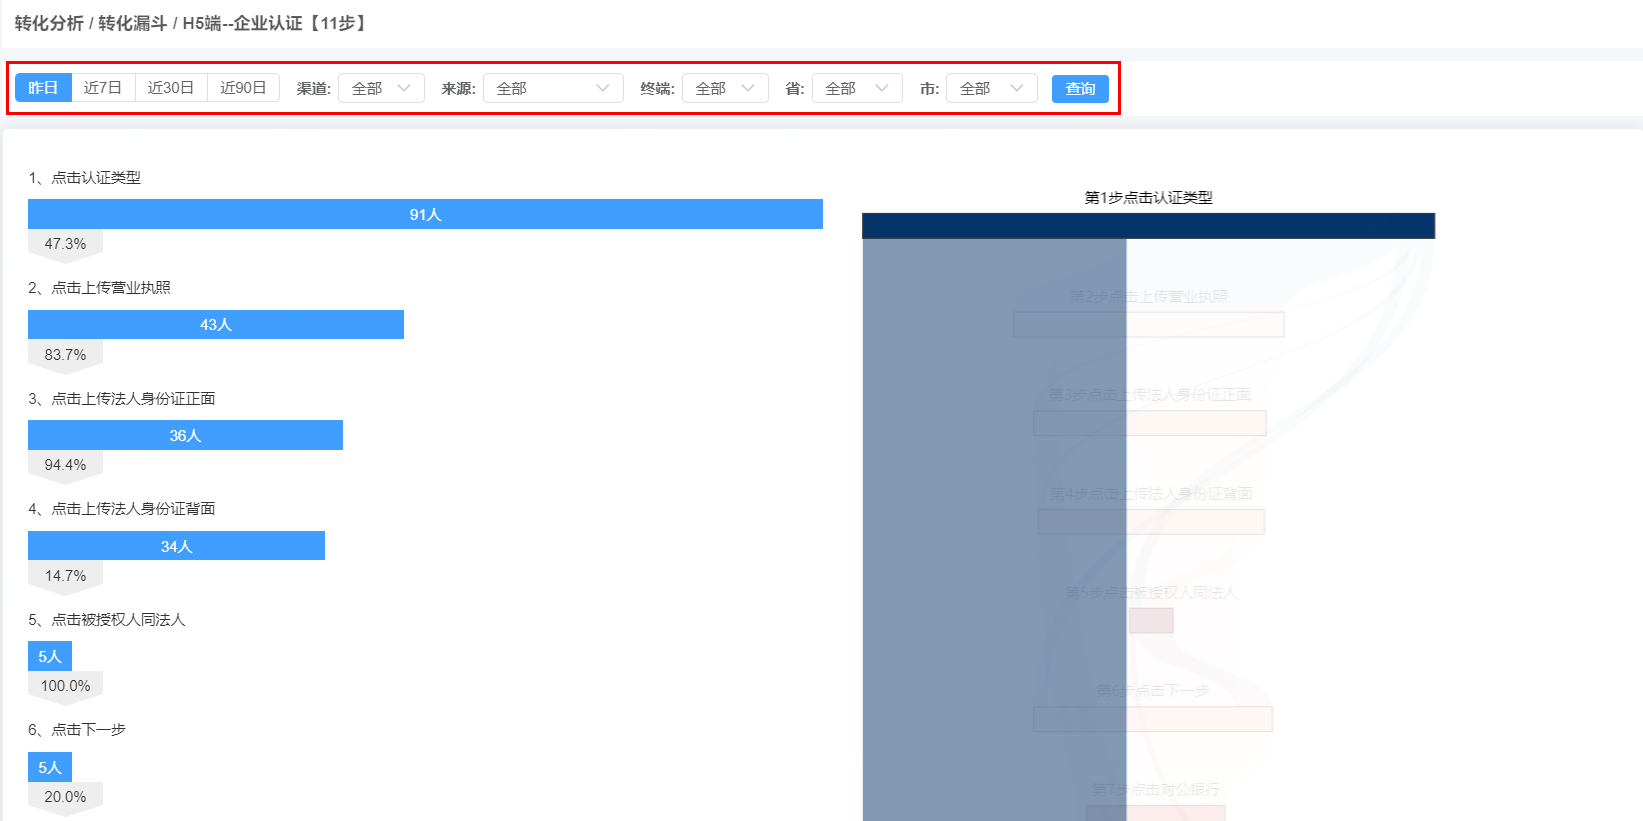 转化分析 / 转化漏斗 / H5端--企业认证【11步】
昨日 近7日 近30日 近90日 渠道: 全部 来源: 全部 终端: 全部 省: 全部 市: 全部 查询
1、点击认证类型
91人
47.3%
2、点击上传营业执照
43人
83.7%
3、点击上传法人身份证正面
36人
94.4%
4、点击上传法人身份证背面
34人
14.7%
5、点击被授权人同法人
5人
100.0%
6、点击下一步
5人
20.0%
第1步点击认证类型
第2步点击上传营业执照
第3步点击上传法人身份证正面
第4步点击上传法人身份证背面
第5步点击被授权人同法人
第6步点击下一步
第7步点击对公银行